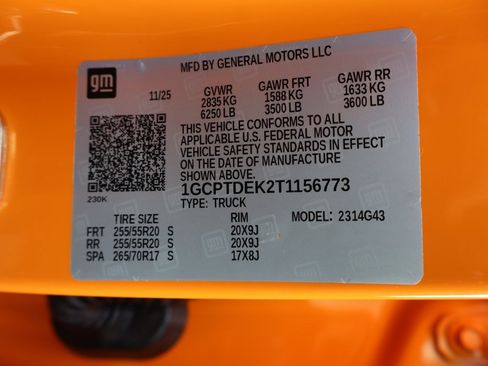 MFD BY GENERAL MOTORS LLC
gm
11/25 GVWR GAWR FRT GAWR RR
2835 KG 1588 KG 1633 KG
6250 LB 3500 LB 3600 LB
THIS VEHICLE CONFORMS TO ALL
APPLICABLE U.S. FEDERAL MOTOR
VEHICLE SAFETY STANDARDS IN EFFECT
ON THE DATE OF MANUFACTURE
SHOWN ABOVE.
.230K
1GCPTDEK2T1156773
TYPE: TRUCK MODEL: 2314G43
TIRE SIZE RIM
FRT 255/55R20 S 20X9J
RR 255/55R20 S 20X9J
SPA 265/70R17 S 17X8J